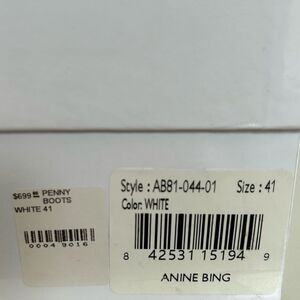 $699.00 PENNY
BOOTS
WHITE 41
0004 9016
Style : AB81-044-01 Size : 41
Color: WHITE
8 42531 15194 9
ANINE BING